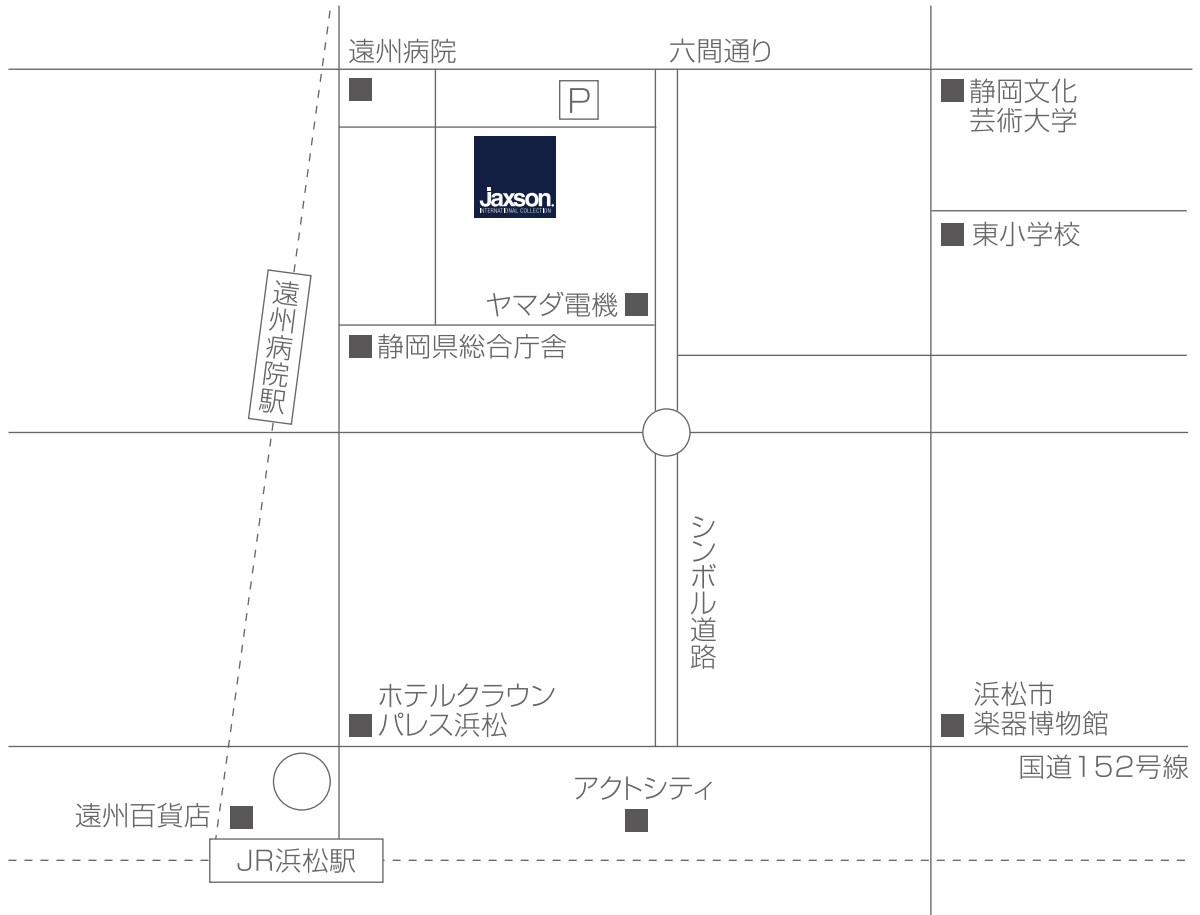 遠州病院
六間通り
P
静岡文化
芸術大学
jaxson.
INTERNATIONAL COLLECTION
東小学校
遠州病院駅
ヤマダ電機
静岡県総合庁舎
シンボル道路
ホテルクラウン
パレス浜松
浜松市
楽器博物館
国道152号線
アクトシティ
遠州百貨店
JR浜松駅